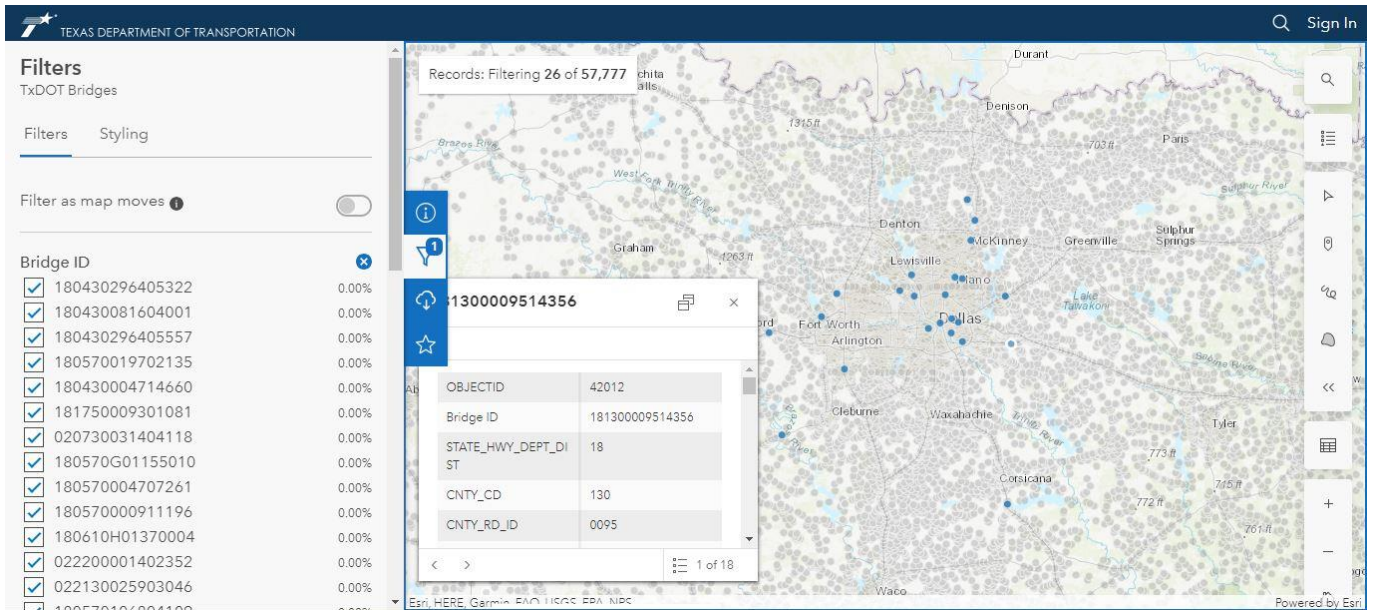 TEXAS DEPARTMENT OF TRANSPORTATION
Sign In
Filters
TxDOT Bridges
Filters Styling
Filter as map moves
Bridge ID
180430296405322 0.00%
180430081604001 0.00%
180430296405557 0.00%
180570019702135 0.00%
180430004714660 0.00%
181750009301081 0.00%
020730031404118 0.00%
180570G01155010 0.00%
180570004707261 0.00%
180570000911196 0.00%
180610H01370004 0.00%
022200001402352 0.00%
022130025903046 0.00%
Records: Filtering 26 of 57,777
1
81300009514356
OBJECTID 42012
Bridge ID 181300009514356
STATE_HWY_DEPT_DI
ST 18
CNTY_CD 130
CNTY_RD_ID 0095
1 of 18
Durant
chita
alls
Denison
1315 ft
Brazos River
703 ft
Paris
West Fork Trinity River
Sulphur River
Denton
McKinney
Greenville
Sulphur
Springs
Graham
1263 ft
Lewisville
Plano
Lake
Tawakoni
ord
Fort Worth
Dallas
Arlington
Sabine River
Cleburne
Waxahachie
Trinity River
Tyler
River
773 ft
Corsicana
715 ft
772 ft
761 ft
Waco
Esri, HERE, Garmin, FAO, USGS, EPA, NPS
Powered by Esri